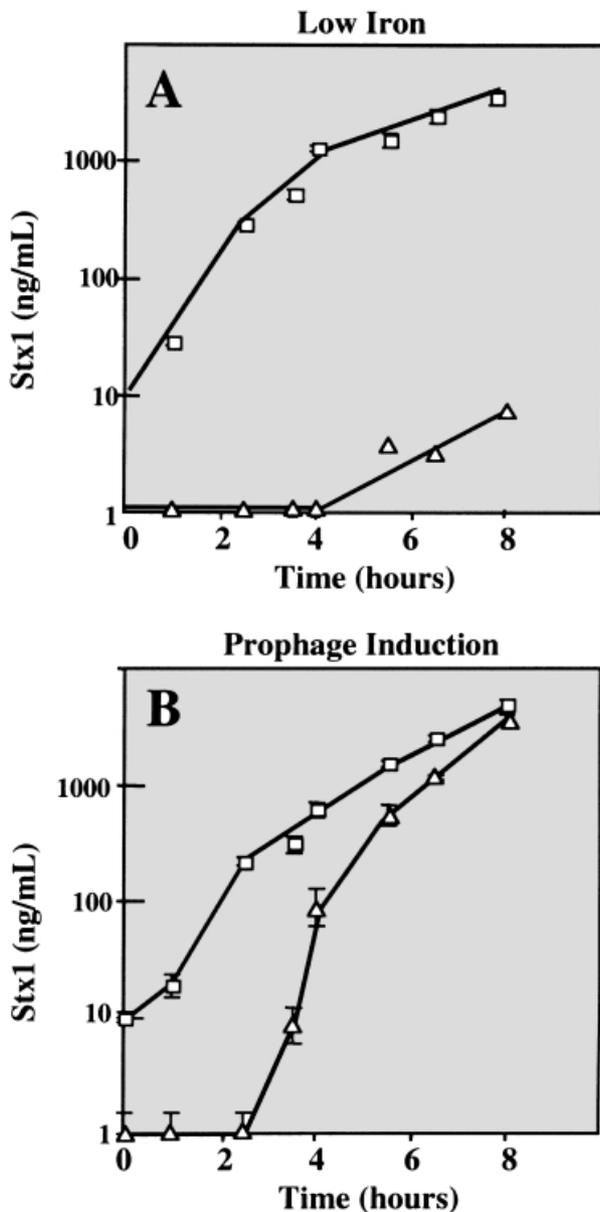 Low Iron
A
1000
100
10
1
Stx1 (ng/mL)
0 2 4 6 8
Time (hours)
Prophage Induction
B
1000
100
10
1
Stx1 (ng/mL)
0 2 4 6 8
Time (hours)